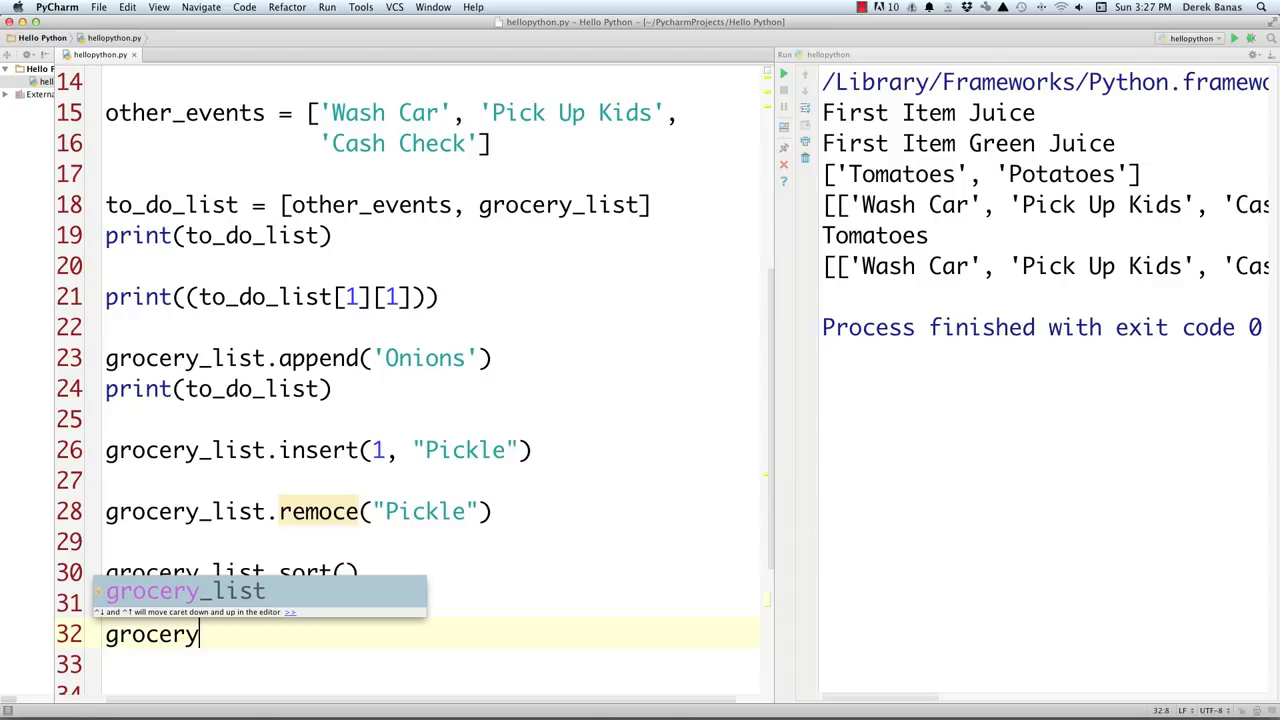 PyCharm File Edit View Navigate Code Refactor Run Tools VCS Window Help 10 Sun 3:27 PM Derek Banas
hellopython.py - Hello Python - [~/PycharmProjects/Hello Python]
Hello Python hellopython.py hellopython
hellopython.py × Run hellopython
Hello P
hell
Extern
14
15 other_events = ['Wash Car', 'Pick Up Kids',
16 'Cash Check']
17
18 to_do_list = [other_events, grocery_list]
19 print(to_do_list)
20
21 print((to_do_list[1][1]))
22
23 grocery_list.append('Onions')
24 print(to_do_list)
25
26 grocery_list.insert(1, "Pickle")
27
28 grocery_list.remoce("Pickle")
29
30 grocery_list.sort()
grocery_list
31
^↓ and ^↑ will move caret down and up in the editor >>
32 grocery
33
34
/Library/Frameworks/Python.framewo
First Item Juice
First Item Green Juice
['Tomatoes', 'Potatoes']
[['Wash Car', 'Pick Up Kids', 'Cas
Tomatoes
[['Wash Car', 'Pick Up Kids', 'Cas
Process finished with exit code 0
32:8 LF UTF-8